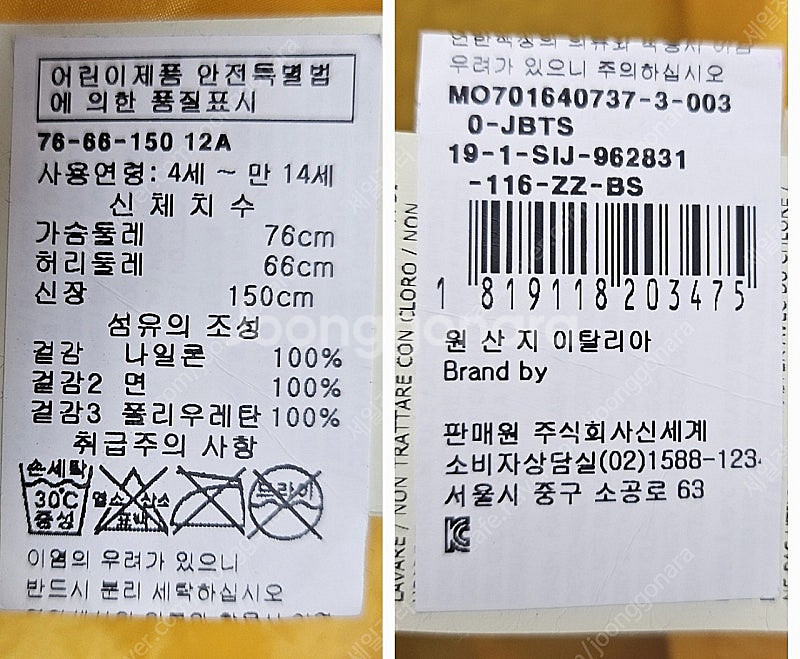 어린이제품 안전특별법
에 의한 품질표시
76-66-150 12A
사용연령: 4세 ~ 만 14세
신 체 치 수
가슴둘레 76cm
허리둘레 66cm
신장 150cm
섬유의 조성
겉감 나일론 100%
겉감2 면 100%
겉감3 폴리우레탄 100%
취급주의 사항
손세탁
30℃
중성
염소 산소
표백
드라이
이염의 우려가 있으니
반드시 분리 세탁하십시오
우려가 있으니 주의하십시오
MO701640737-3-003
0-JBTS
19-1-SIJ-962831
-116-ZZ-BS
1 819118 203475
원 산 지 이탈리아
Brand by
판매원 주식회사신세계
소비자상담실(02)1588-123
서울시 중구 소공로 63
LAVARE / NON TRATTARE CON CLORO / NON
joonggonara